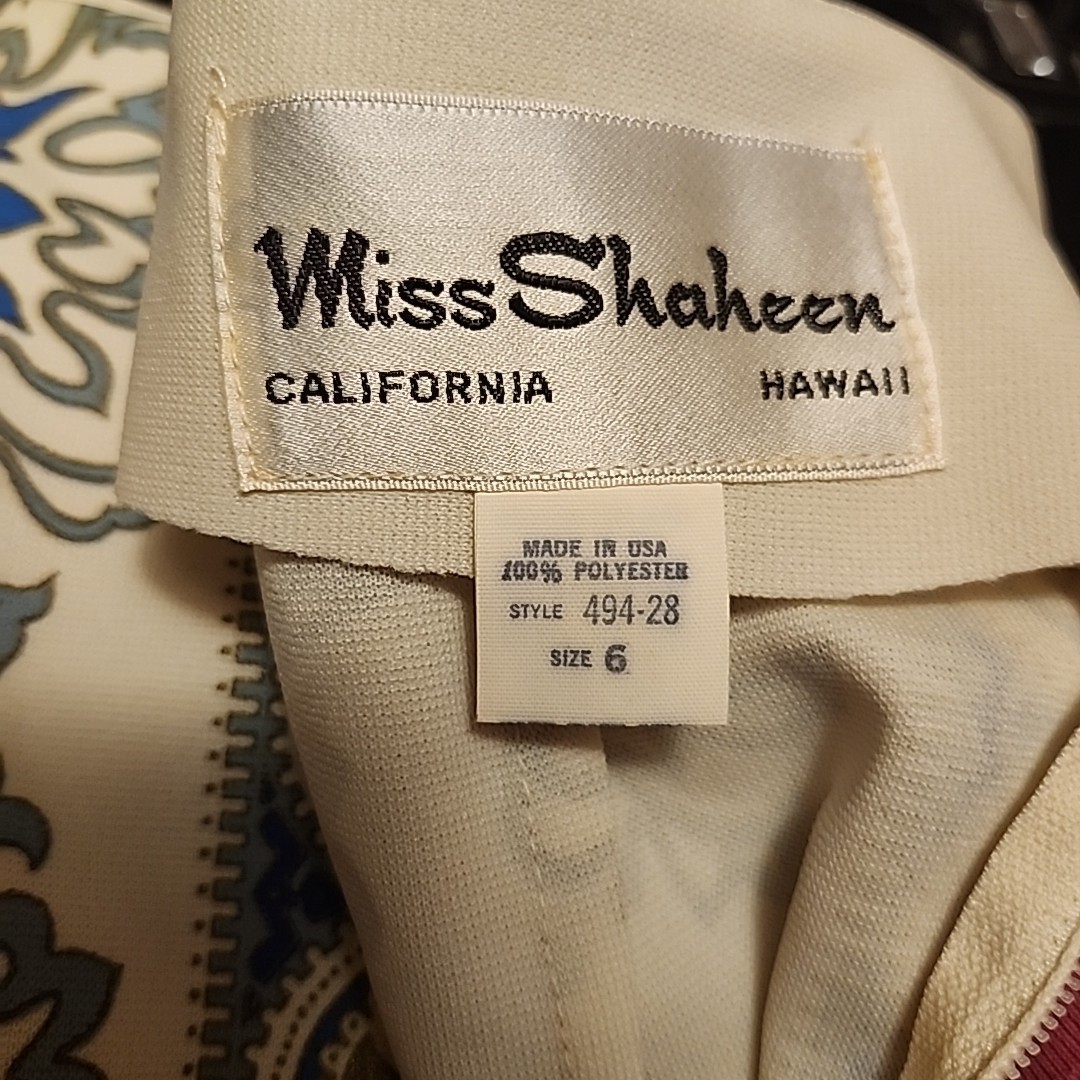 Miss Shaheen
CALIFORNIA HAWAII
MADE IN USA
100% POLYESTER
STYLE 494-28
SIZE 6